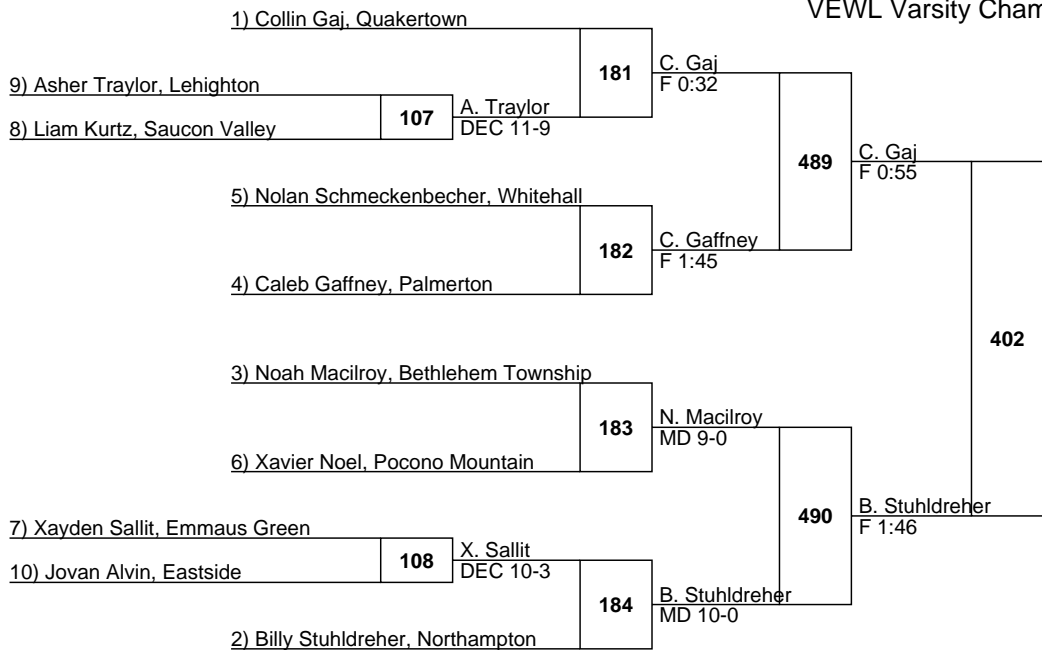 VEWL Varsity Cham
1) Collin Gaj, Quakertown
181
C. Gaj
F 0:32
9) Asher Traylor, Lehighton
107
A. Traylor
DEC 11-9
8) Liam Kurtz, Saucon Valley
489
C. Gaj
F 0:55
5) Nolan Schmeckenbecher, Whitehall
182
C. Gaffney
F 1:45
4) Caleb Gaffney, Palmerton
402
3) Noah Macilroy, Bethlehem Township
183
N. Macilroy
MD 9-0
6) Xavier Noel, Pocono Mountain
490
B. Stuhldreher
F 1:46
7) Xayden Sallit, Emmaus Green
108
X. Sallit
DEC 10-3
10) Jovan Alvin, Eastside
184
B. Stuhldreher
MD 10-0
2) Billy Stuhldreher, Northampton